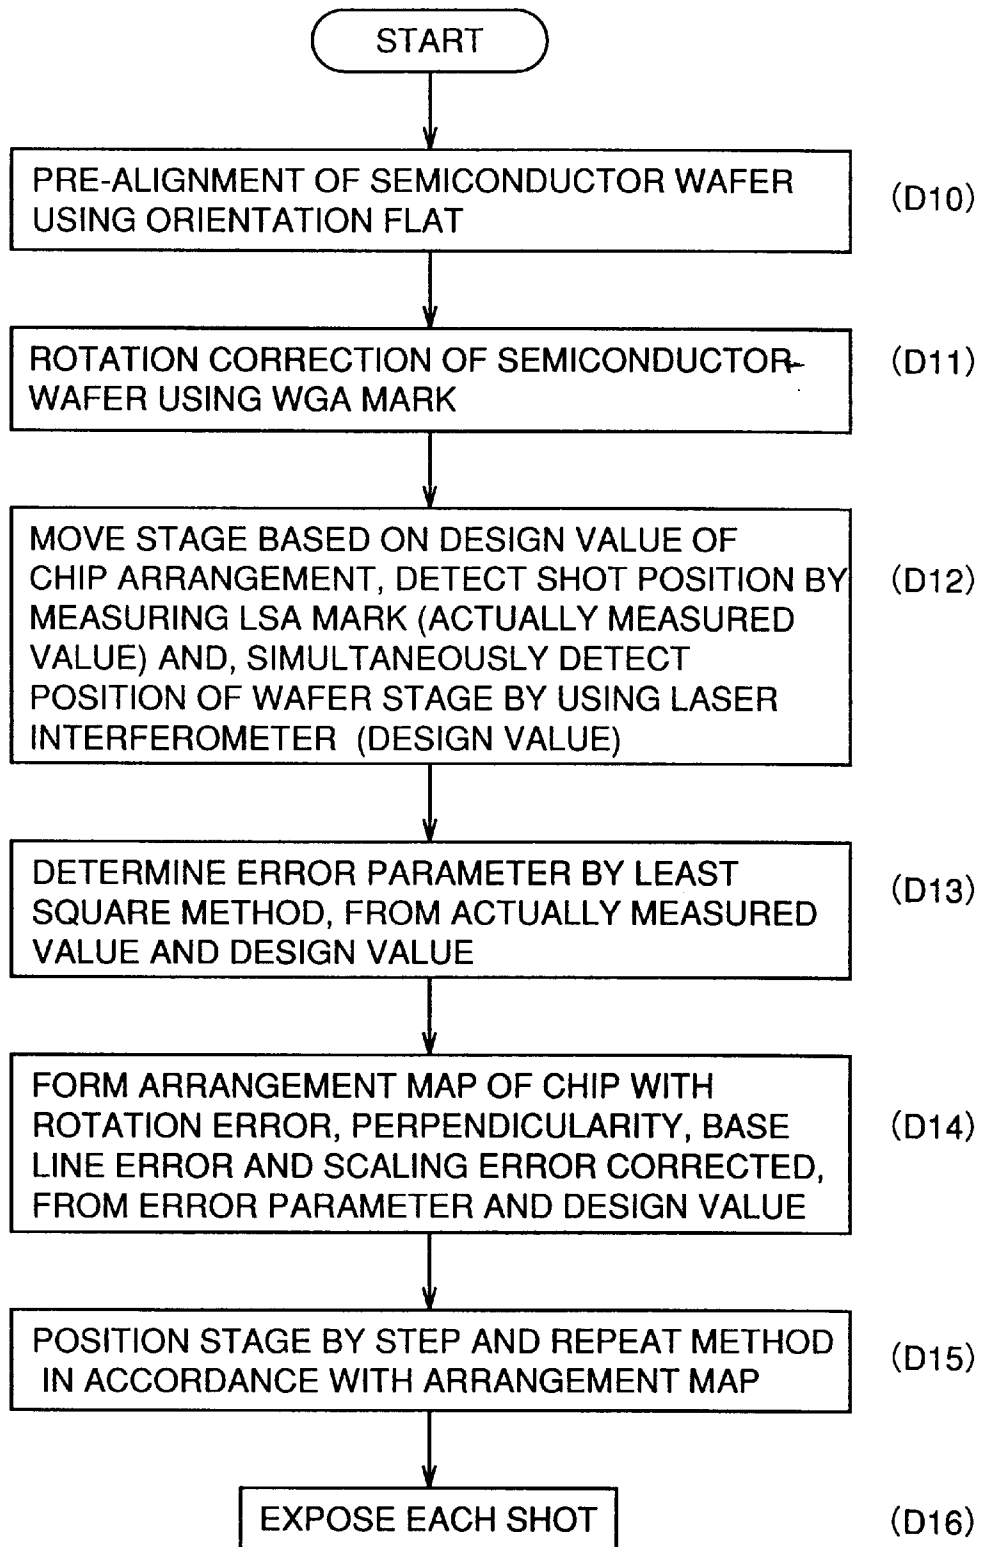 START
PRE-ALIGNMENT OF SEMICONDUCTOR WAFER
USING ORIENTATION FLAT
(D10)
ROTATION CORRECTION OF SEMICONDUCTOR
WAFER USING WGA MARK
(D11)
MOVE STAGE BASED ON DESIGN VALUE OF
CHIP ARRANGEMENT, DETECT SHOT POSITION BY
MEASURING LSA MARK (ACTUALLY MEASURED
VALUE) AND, SIMULTANEOUSLY DETECT
POSITION OF WAFER STAGE BY USING LASER
INTERFEROMETER (DESIGN VALUE)
(D12)
DETERMINE ERROR PARAMETER BY LEAST
SQUARE METHOD, FROM ACTUALLY MEASURED
VALUE AND DESIGN VALUE
(D13)
FORM ARRANGEMENT MAP OF CHIP WITH
ROTATION ERROR, PERPENDICULARITY, BASE
LINE ERROR AND SCALING ERROR CORRECTED,
FROM ERROR PARAMETER AND DESIGN VALUE
(D14)
POSITION STAGE BY STEP AND REPEAT METHOD
IN ACCORDANCE WITH ARRANGEMENT MAP
(D15)
EXPOSE EACH SHOT
(D16)